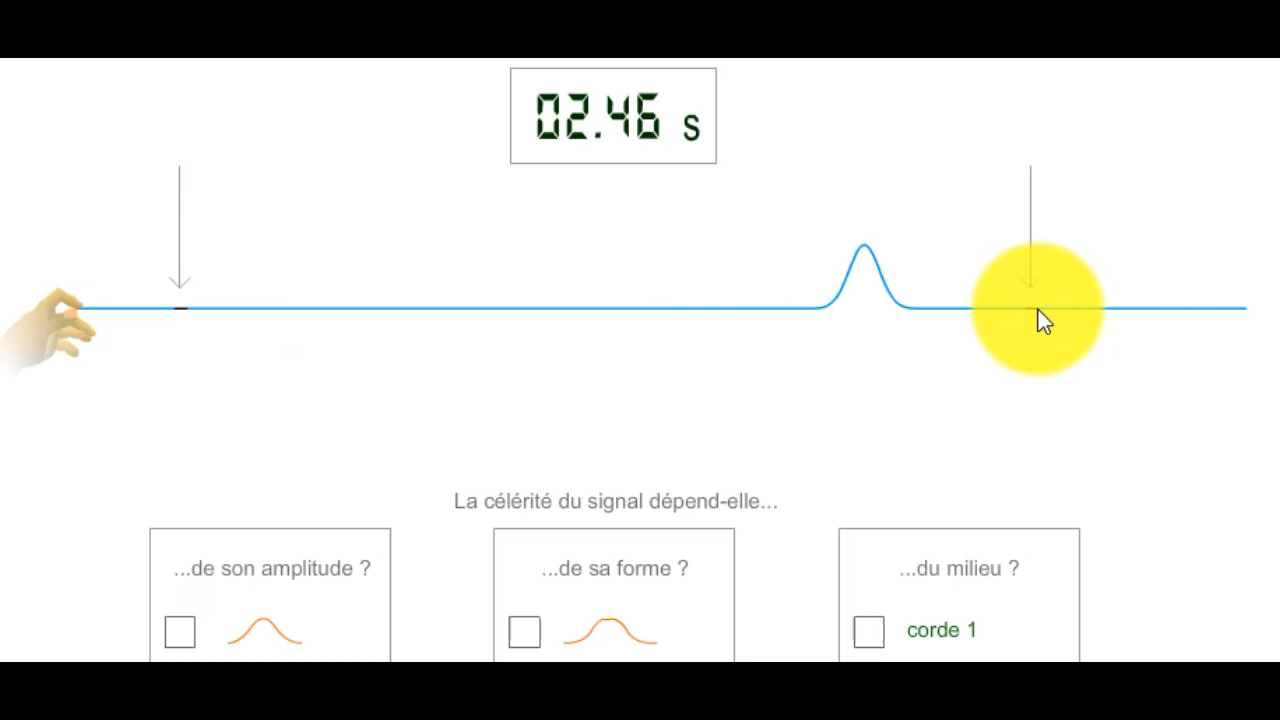 02.46 s
La célérité du signal dépend-elle...
...de son amplitude ?
...de sa forme ?
...du milieu ?
corde 1